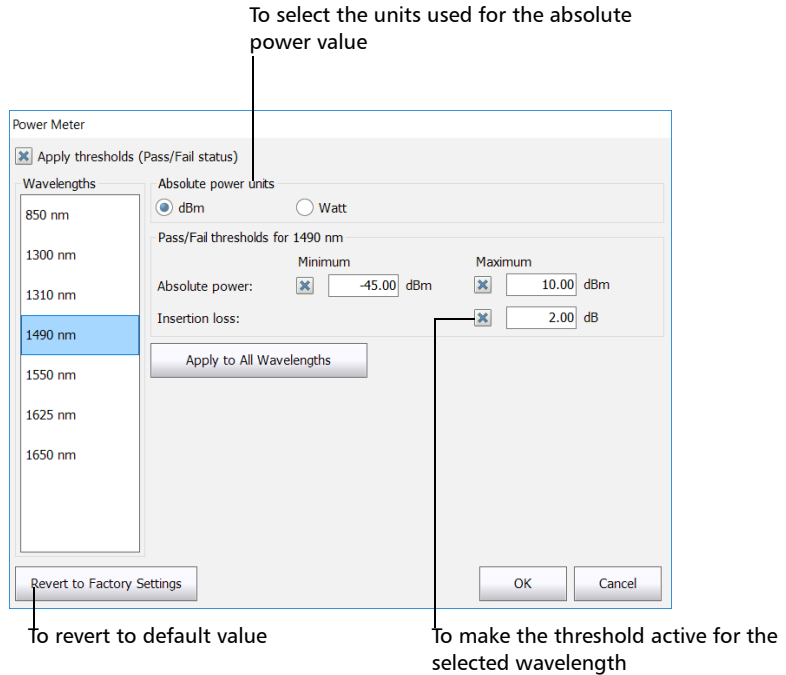 To select the units used for the absolute
power value
Power Meter
Apply thresholds (Pass/Fail status)
Wavelengths
850 nm
1300 nm
1310 nm
1490 nm
1550 nm
1625 nm
1650 nm
Absolute power units
dBm Watt
Pass/Fail thresholds for 1490 nm
Minimum Maximum
Absolute power: -45.00 dBm 10.00 dBm
Insertion loss: 2.00 dB
Apply to All Wavelengths
Revert to Factory Settings OK Cancel
To revert to default value
To make the threshold active for the
selected wavelength